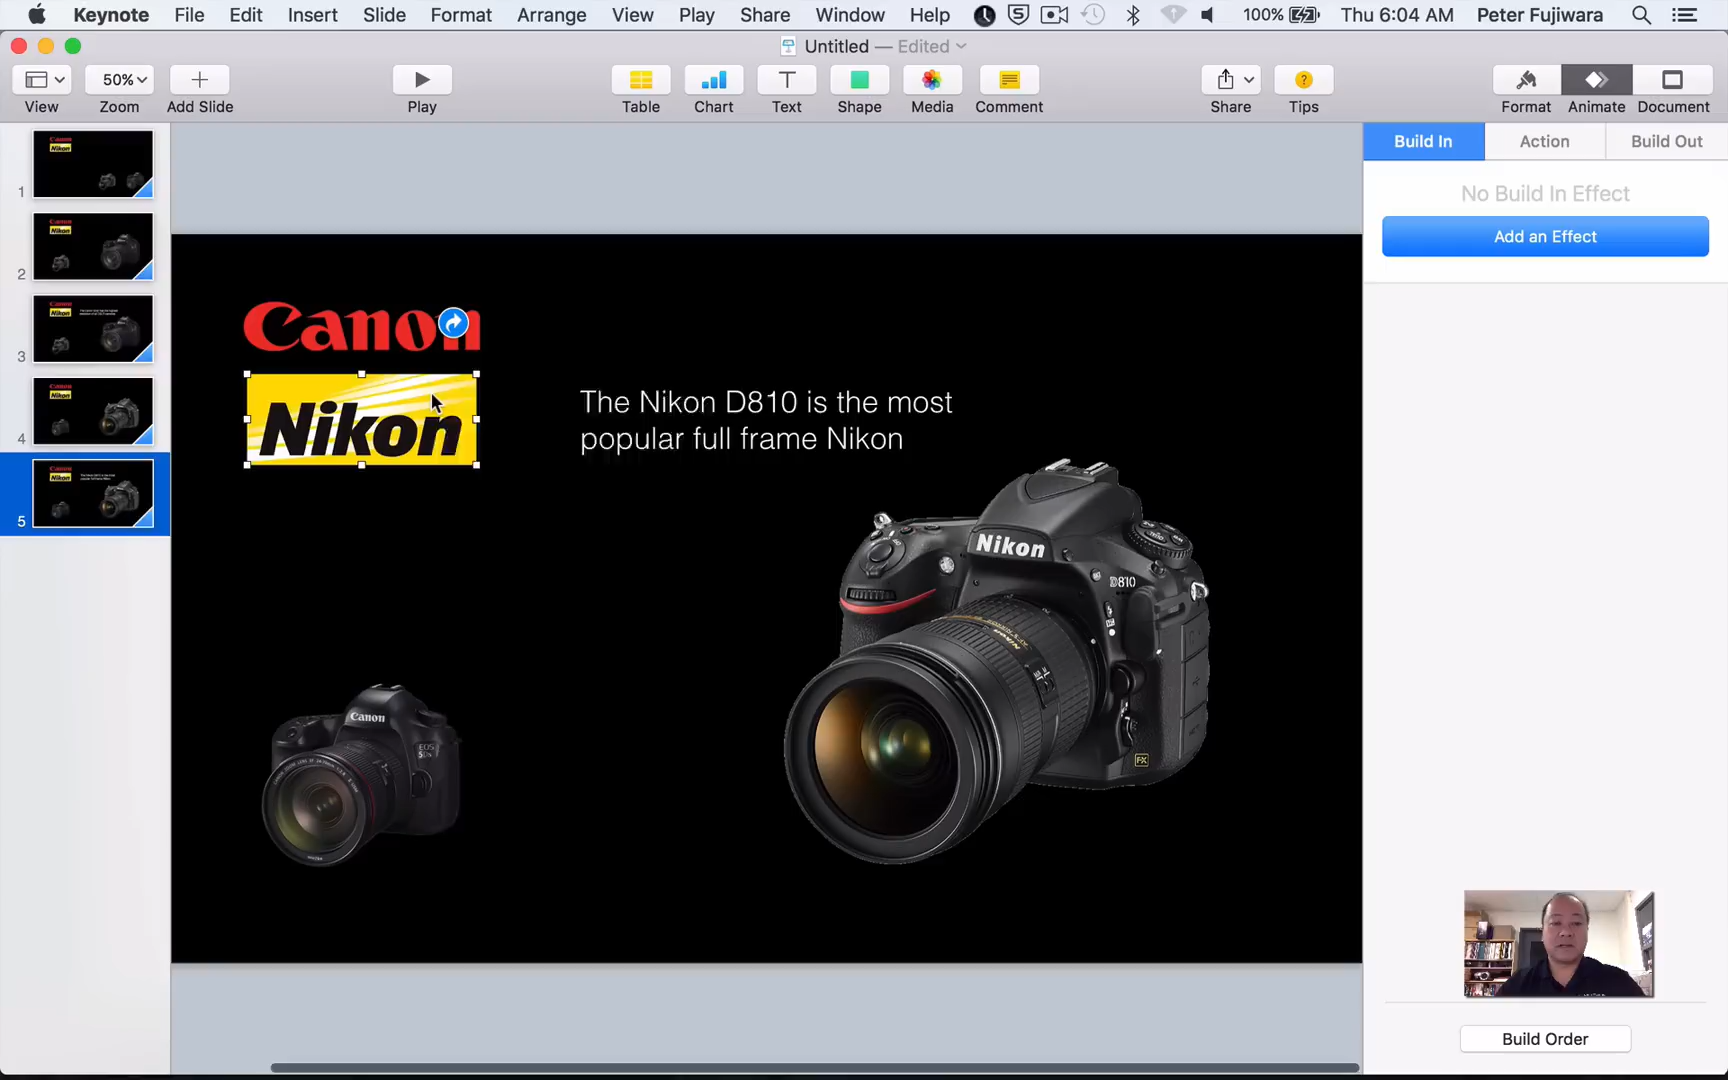 Keynote File Edit Insert Slide Format Arrange View Play Share Window Help 100% Thu 6:04 AM Peter Fujiwara
Untitled — Edited
50%
View Zoom Add Slide Play Table Chart Text Shape Media Comment Share Tips Format Animate Document
Build In Action Build Out
No Build In Effect
Add an Effect
1
2
3
4
5
Canon
Nikon
The Nikon D810 is the most
popular full frame Nikon
Nikon
D810
FX
Canon
EOS
5Ds
Build Order